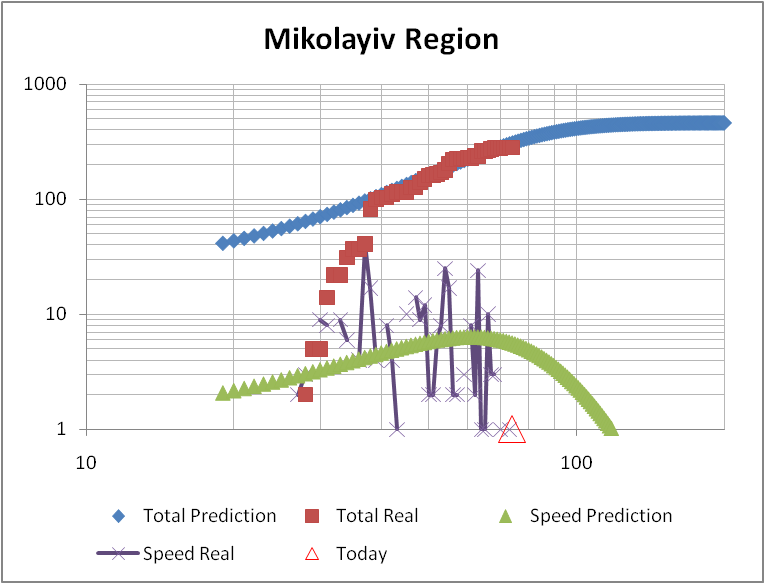 Mikolayiv Region
1000
100
10
1
10 100
Total Prediction Total Real Speed Prediction
Speed Real Today